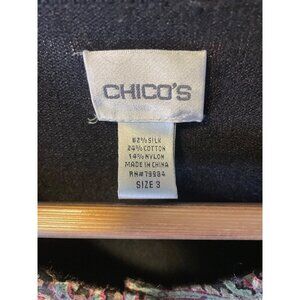 CHICO'S
62% SILK
24% COTTON
14% NYLON
MADE IN CHINA
RN#79984
SIZE 3